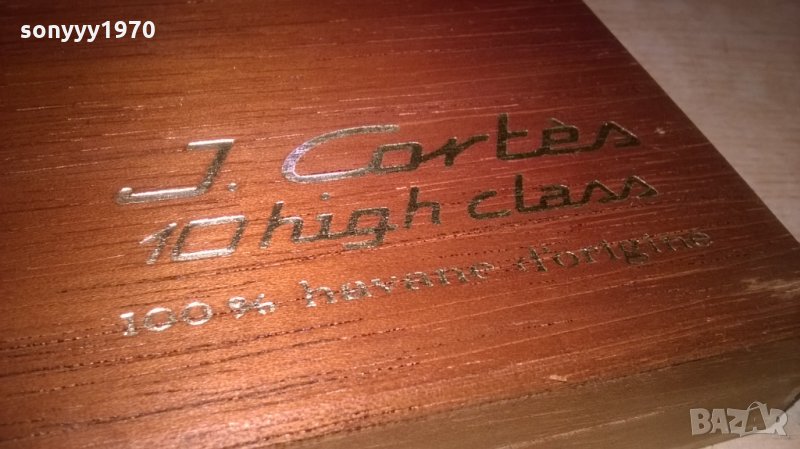 sonyyy1970
J. Cortès
10 high class
100% havane d'origine
BAZAR